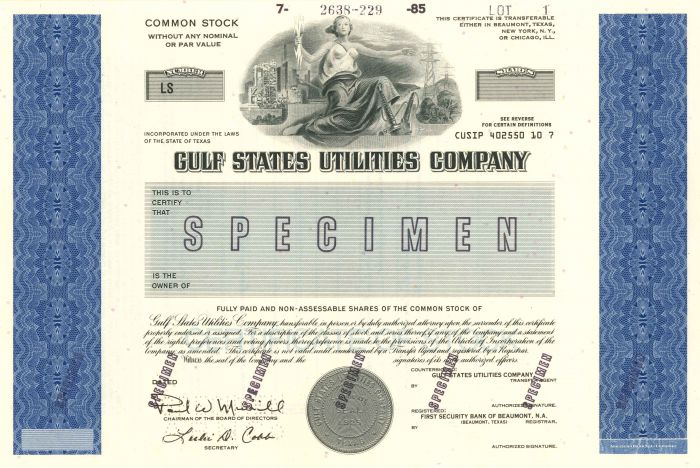 7- 2638-229 -85 LOT 1
COMMON STOCK
WITHOUT ANY NOMINAL
OR PAR VALUE
THIS CERTIFICATE IS TRANSFERABLE
EITHER IN BEAUMONT, TEXAS,
NEW YORK, N.Y.,
OR CHICAGO, ILL.
NUMBER
LS
SHARES
SEE REVERSE
FOR CERTAIN DEFINITIONS
CUSIP 402550 10 7
INCORPORATED UNDER THE LAWS
OF THE STATE OF TEXAS
GULF STATES UTILITIES COMPANY
THIS IS TO
CERTIFY
THAT
SPECIMEN
IS THE
OWNER OF
FULLY PAID AND NON-ASSESSABLE SHARES OF THE COMMON STOCK OF
Gulf States Utilities Company, transferable in person or by duly authorized attorney upon the surrender of this certificate
properly endorsed or assigned. For a description of the classes of stock and series thereof, if any, of the Company and a statement
of the rights, preferences and voting powers thereof, reference is made to the provisions of the Articles of Incorporation of the
Company, as amended. This certificate is not valid until countersigned by a Transfer Agent and registered by a Registrar.
Witness the seal of the Company and the signatures of its duly authorized officers.
SPECIMEN
SPECIMEN
SPECIMEN
SPECIMEN
SPECIMEN
DATED
CHAIRMAN OF THE BOARD OF DIRECTORS
Leslie D. Cobb
SECRETARY
COUNTERSIGNED:
GULF STATES UTILITIES COMPANY
TRANSFER AGENT
BY
AUTHORIZED SIGNATURE.
REGISTERED:
FIRST SECURITY BANK OF BEAUMONT, N.A.
(BEAUMONT, TEXAS) REGISTRAR,
BY
AUTHORIZED SIGNATURE.
American Bank Note Company